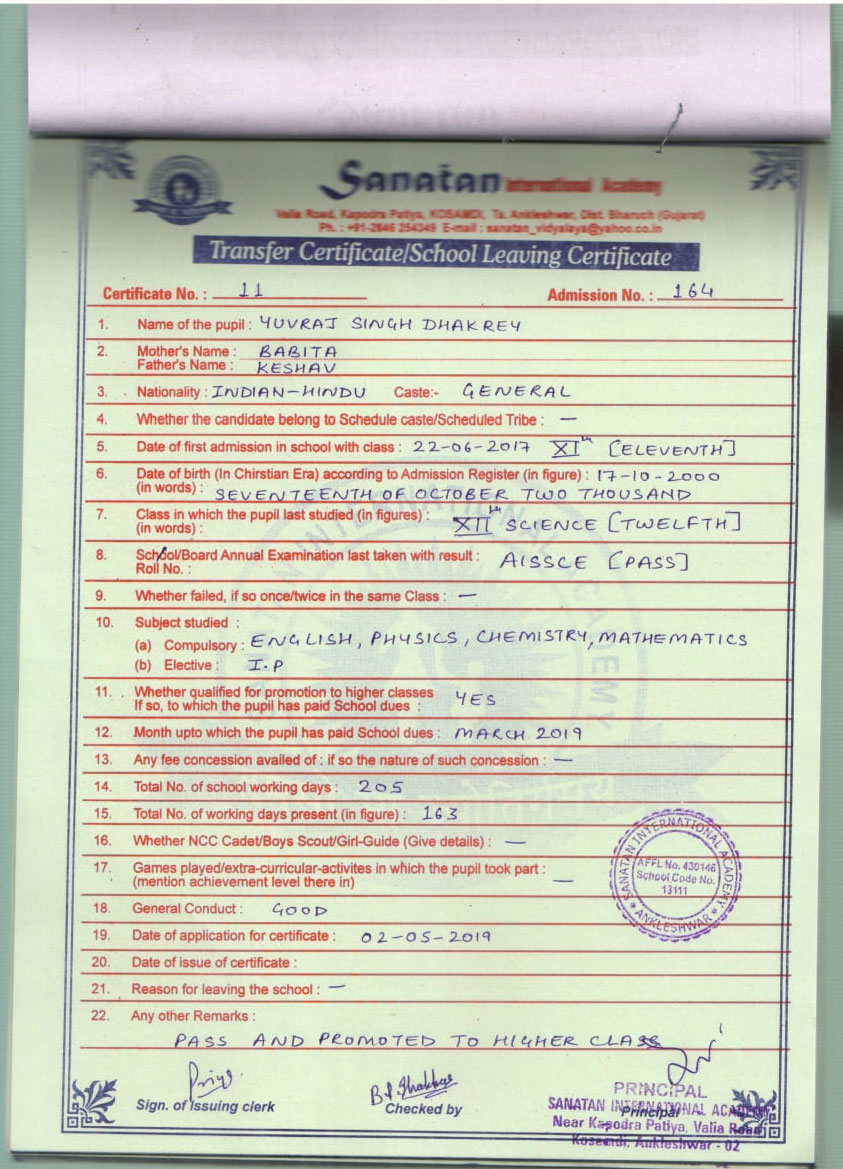 Sanatan International Academy
Valia Road, Kapodra Patiya, KOSAMDI, Ta. Ankleshwar, Dist. Bharuch (Gujarat)
Ph. : +91-2646 254349 E-mail : sanatan_vidyalaya@yahoo.co.in
Transfer Certificate/School Leaving Certificate
Certificate No. : 11 Admission No. : 164
1. Name of the pupil : YUVRAJ SINGH DHAKREY
2. Mother's Name : BABITA
Father's Name : KESHAV
3. Nationality : INDIAN-HINDU Caste:- GENERAL
4. Whether the candidate belong to Schedule caste/Scheduled Tribe : —
5. Date of first admission in school with class : 22-06-2017 XIth [ELEVENTH]
6. Date of birth (In Chirstian Era) according to Admission Register (in figure) : 17-10-2000
(in words) : SEVENTEENTH OF OCTOBER TWO THOUSAND
7. Class in which the pupil last studied (in figures) : XIIth SCIENCE [TWELFTH]
(in words) :
8. School/Board Annual Examination last taken with result : AISSCE [PASS]
Roll No. :
9. Whether failed, if so once/twice in the same Class : —
10. Subject studied :
(a) Compulsory : ENGLISH, PHYSICS, CHEMISTRY, MATHEMATICS
(b) Elective : I.P
11. Whether qualified for promotion to higher classes YES
If so, to which the pupil has paid School dues :
12. Month upto which the pupil has paid School dues : MARCH 2019
13. Any fee concession availed of : if so the nature of such concession : —
14. Total No. of school working days : 205
15. Total No. of working days present (in figure) : 163
16. Whether NCC Cadet/Boys Scout/Girl-Guide (Give details) : —
17. Games played/extra-curricular-activites in which the pupil took part :
(mention achievement level there in) —
SANATAN INTERNATIONAL ACADEMY
AFFL No. 430146
School Code No.
13111
* ANKLESHWAR *
18. General Conduct : GOOD
19. Date of application for certificate : 02-05-2019
20. Date of issue of certificate :
21. Reason for leaving the school : —
22. Any other Remarks :
PASS AND PROMOTED TO HIGHER CLASS
Sign. of Issuing clerk
Checked by
Principal
PRINCIPAL
SANATAN INTERNATIONAL ACADEMY
Near Kapodra Patiya, Valia Road
Kosamdi, Ankleshwar - 02